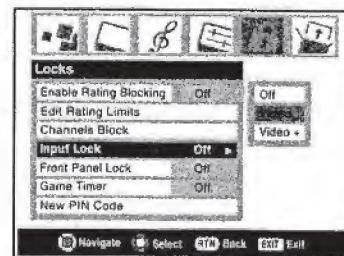 Locks
Enable Rating Blocking Off
Edit Rating Limits
Channels Block
Input Lock Off
Front Panel Lock Off
Game Timer Off
New PIN Code
Off
Video +
Navigate Select RTN Back EXIT Exit